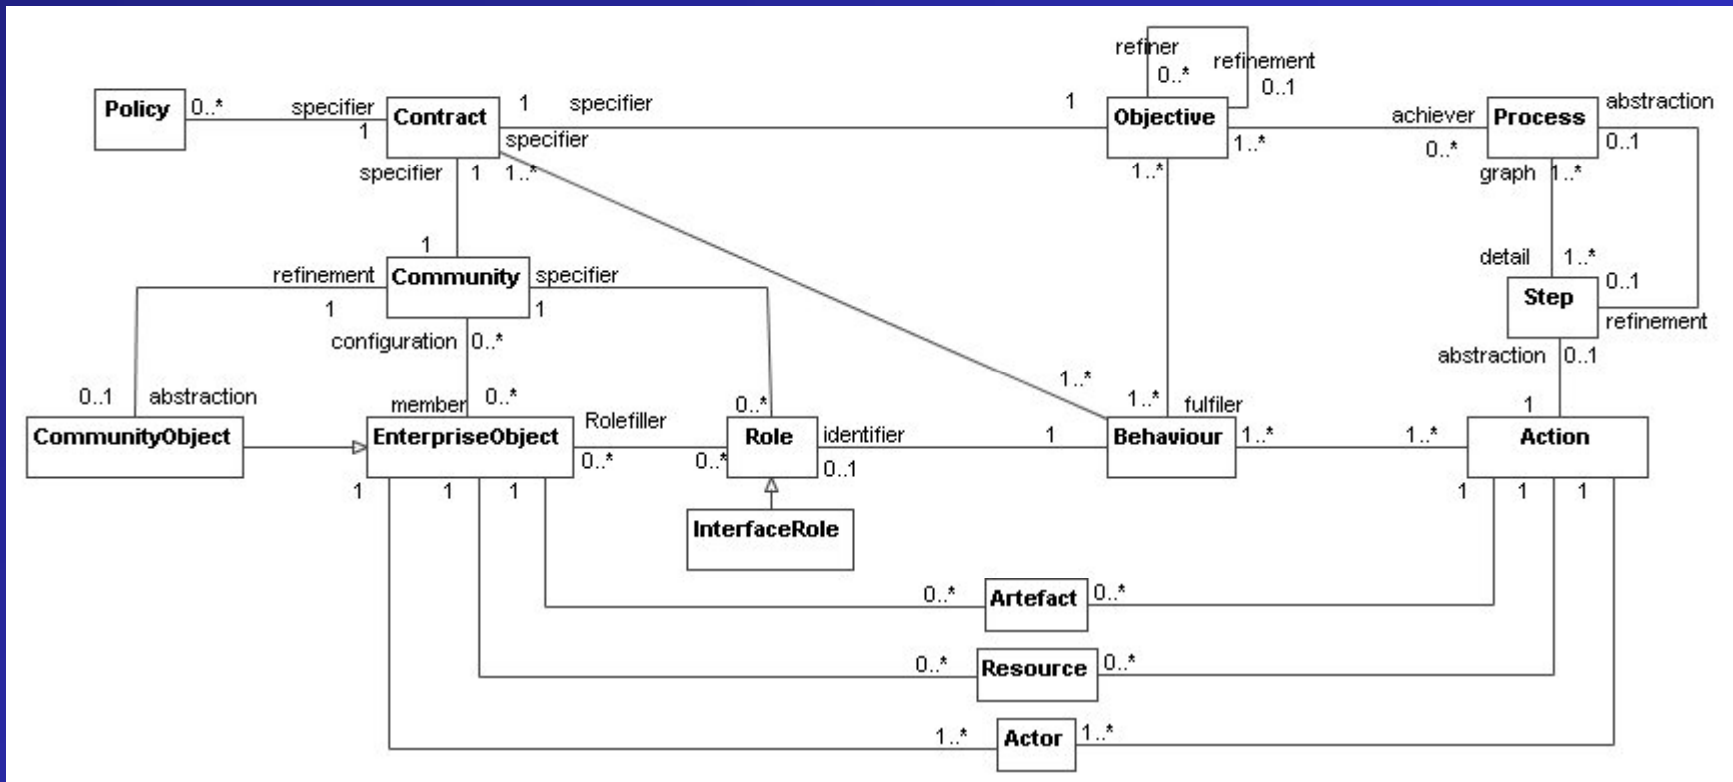 refiner
refinement
0..*
0..1
Policy
0..*
specifier
1
Contract
1
specifier
1
Objective
1..*
achiever
0..*
Process
abstraction
0..1
specifier
1..*
specifier
1
1..*
graph
1..*
1
refinement
1
Community
specifier
1
detail
1..*
0..1
Step
refinement
configuration
0..*
abstraction
0..1
0..1
abstraction
member
0..*
0..*
1..*
1..*
fulfiler
1
CommunityObject
EnterpriseObject
Rolefiller
0..*
0..*
Role
identifier
0..1
1
Behaviour
1..*
1..*
Action
1
1
1
1
1
1
InterfaceRole
0..*
Artefact
0..*
0..*
Resource
0..*
1..*
Actor
1..*